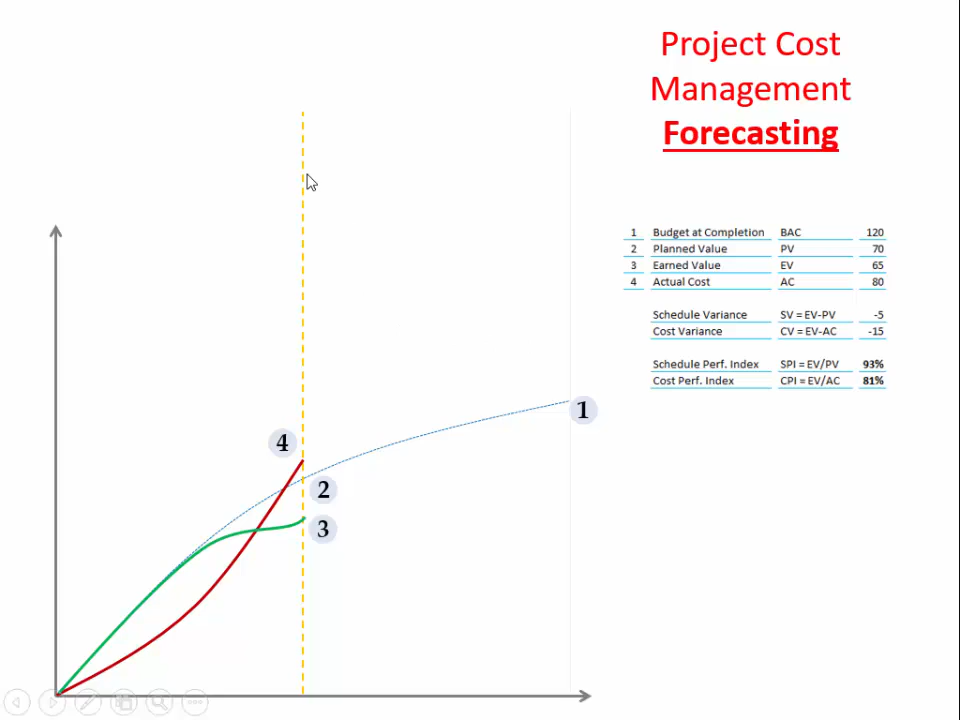 Project Cost
Management
Forecasting
1 Budget at Completion BAC 120
2 Planned Value PV 70
3 Earned Value EV 65
4 Actual Cost AC 80
Schedule Variance SV = EV-PV -5
Cost Variance CV = EV-AC -15
Schedule Perf. Index SPI = EV/PV 93%
Cost Perf. Index CPI = EV/AC 81%
1
4
2
3